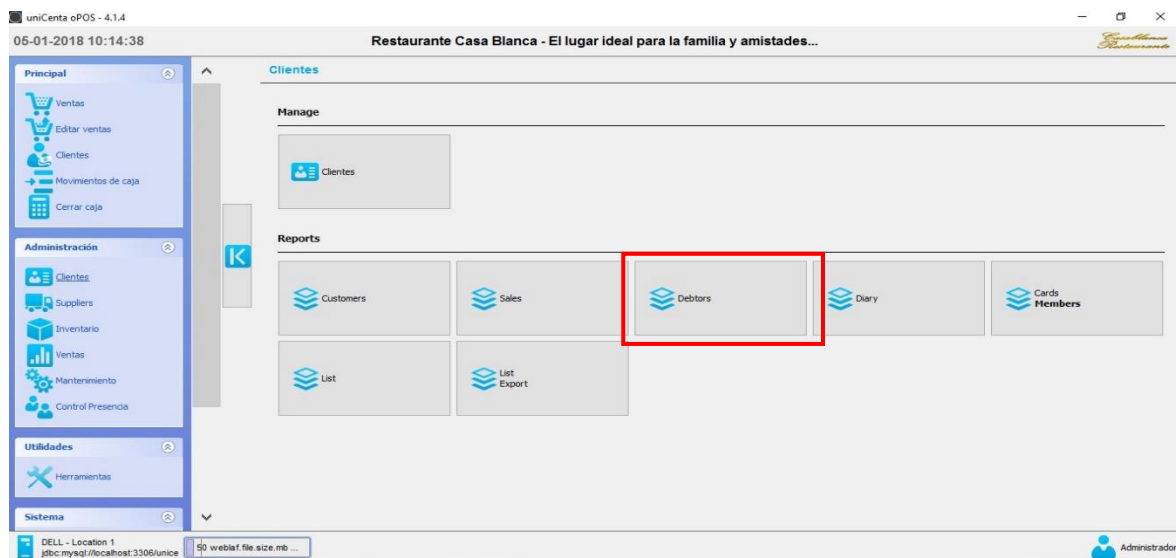 uniCenta oPOS - 4.1.4
05-01-2018 10:14:38
Restaurante Casa Blanca - El lugar ideal para la familia y amistades...
Casablanca
Restaurante
Principal
Ventas
Editar ventas
Clientes
Movimientos de caja
Cerrar caja
Administración
Clientes
Suppliers
Inventario
Ventas
Mantenimiento
Control Presencia
Utilidades
Herramientas
Sistema
Clientes
Manage
Clientes
Reports
Customers
Sales
Debtors
Diary
Cards
Members
List
List
Export
DELL - Location 1
jdbc:mysql://localhost:3306/unice
50 weblaf.file.size.mb ...
Administrador